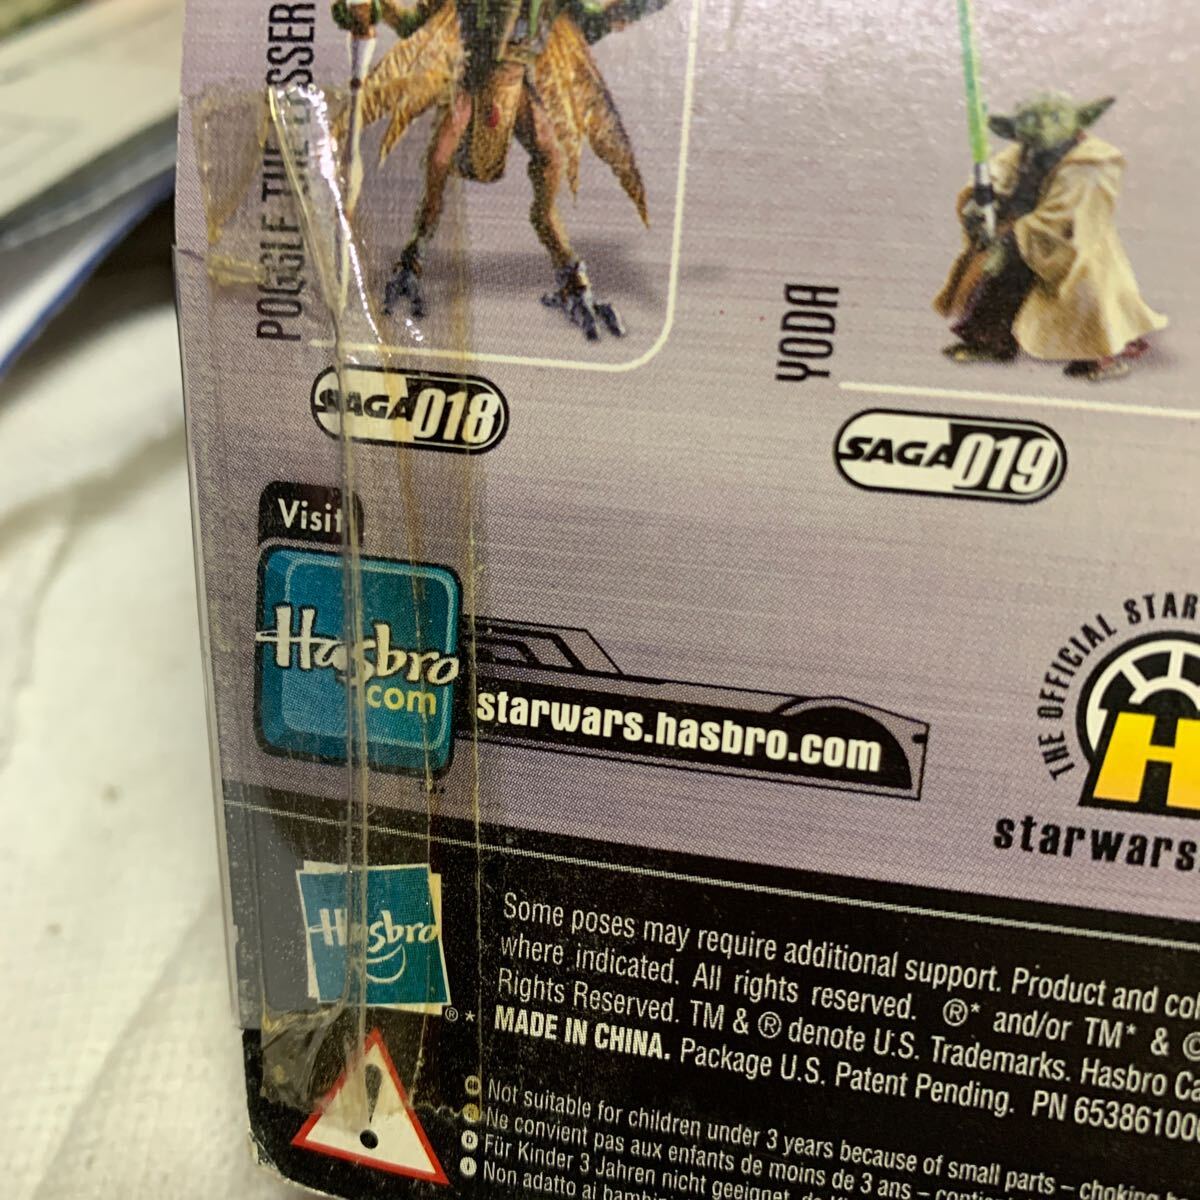 POGGLE THE LESSER
SAGA 018
YODA
SAGA 019
Visit
Hasbro
.com
starwars.hasbro.com
THE OFFICIAL STAR
H
starwars.
Hasbro
®*
Some poses may require additional support. Product and
where indicated. All rights reserved. ®* and/or TM* & ©
Rights Reserved. TM & ® denote U.S. Trademarks. Hasbro
MADE IN CHINA. Package U.S. Patent Pending. PN 65386100
Not suitable for children under 3 years because of small parts – choking
Ne convient pas aux enfants de moins de 3 ans –
D Für Kinder 3 Jahren nicht geeignet,
I Non adatto ai